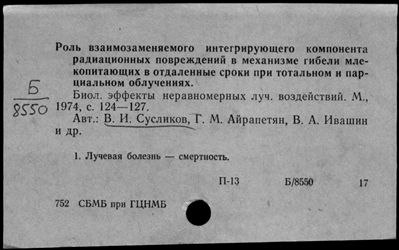 Роль взаимозаменяемого интегрирующего компонента
радиационных повреждений в механизме гибели мле-
копитающих в отдаленные сроки при тотальном и пар-
циальном облучениях.
Б
8550
Биол. эффекты неравномерных луч. воздействий. М.,
1974, с. 124—127.
Авт.: В. И. Сусликов, Г. М. Айрапетян, В. А. Ивашин
и др.
1. Лучевая болезнь — смертность.
П-13 Б/8550 17
752 СБМБ при ГЦНМБ